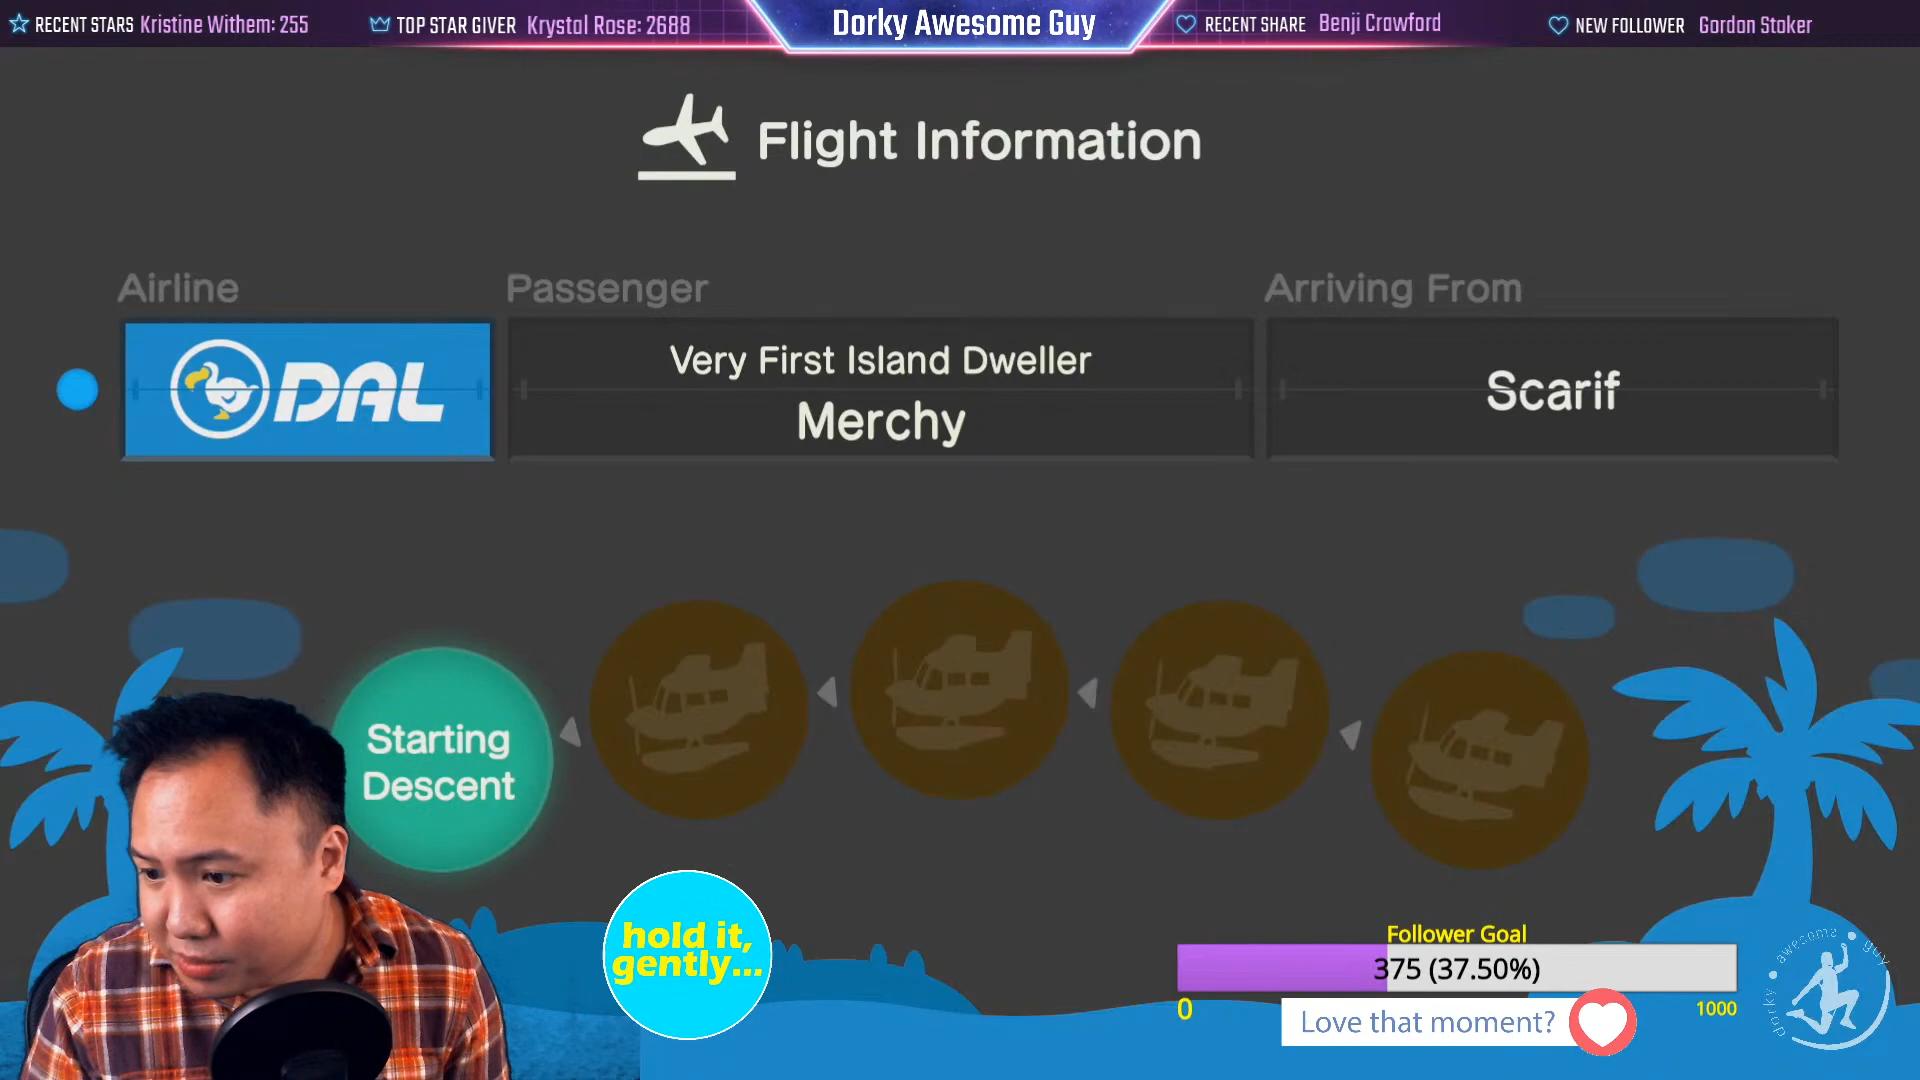 RECENT STARS Kristine Withem: 255
TOP STAR GIVER Krystal Rose: 2688
Dorky Awesome Guy
RECENT SHARE Benji Crawford
NEW FOLLOWER Gordon Stoker
Flight Information
Airline
Passenger
Arriving From
DAL
Very First Island Dweller
Merchy
Scarif
Starting
Descent
hold it,
gently...
Follower Goal
375 (37.50%)
0
1000
Love that moment?
dorky awesome guy